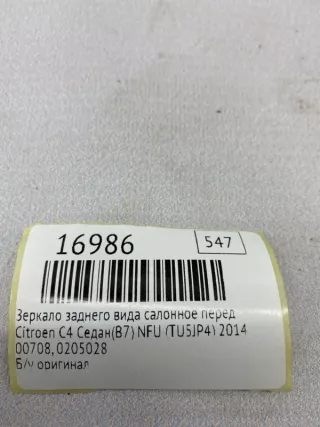 16986
547
Зеркало заднего вида салонное перед
Citroen C4 Седан(B7) NFU (TU5JP4) 2014
00708,0205028
Б/у оригинал